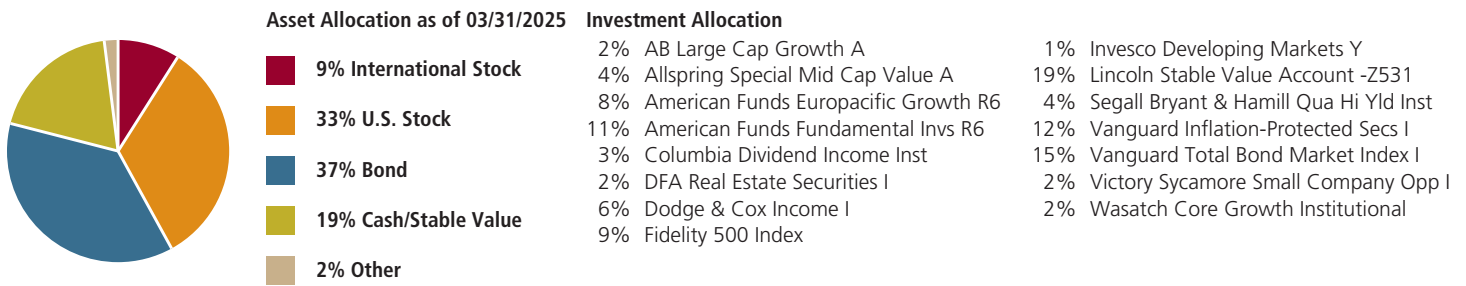 Asset Allocation as of 03/31/2025
9% International Stock
33% U.S. Stock
37% Bond
19% Cash/Stable Value
2% Other
Investment Allocation
2% AB Large Cap Growth A
4% Allspring Special Mid Cap Value A
8% American Funds Europacific Growth R6
11% American Funds Fundamental Invs R6
3% Columbia Dividend Income Inst
2% DFA Real Estate Securities I
6% Dodge & Cox Income I
9% Fidelity 500 Index
1% Invesco Developing Markets Y
19% Lincoln Stable Value Account -Z531
4% Segall Bryant & Hamill Qua Hi Yld Inst
12% Vanguard Inflation-Protected Secs I
15% Vanguard Total Bond Market Index I
2% Victory Sycamore Small Company Opp I
2% Wasatch Core Growth Institutional